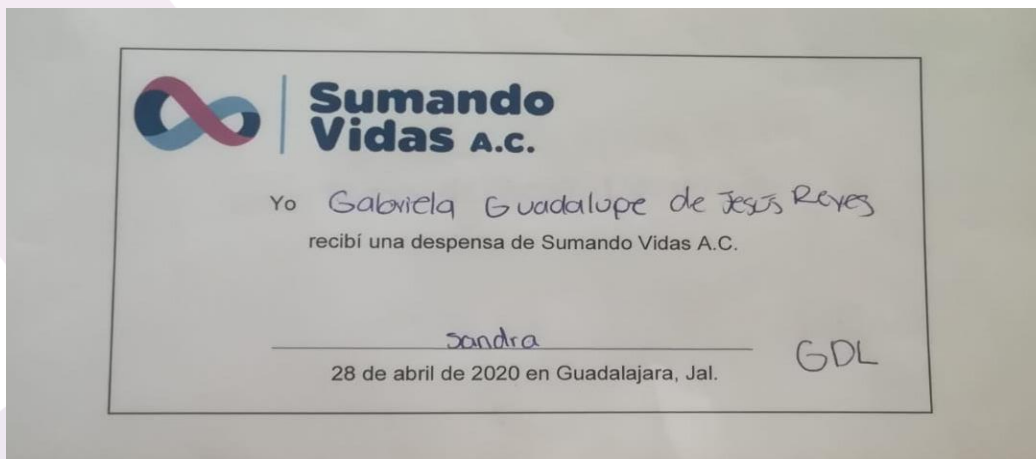 Sumando
Vidas A.C.
Yo Gabriela Guadalupe de Jesús Reyes
recibí una despensa de Sumando Vidas A.C.
Sandra
28 de abril de 2020 en Guadalajara, Jal.
GDL